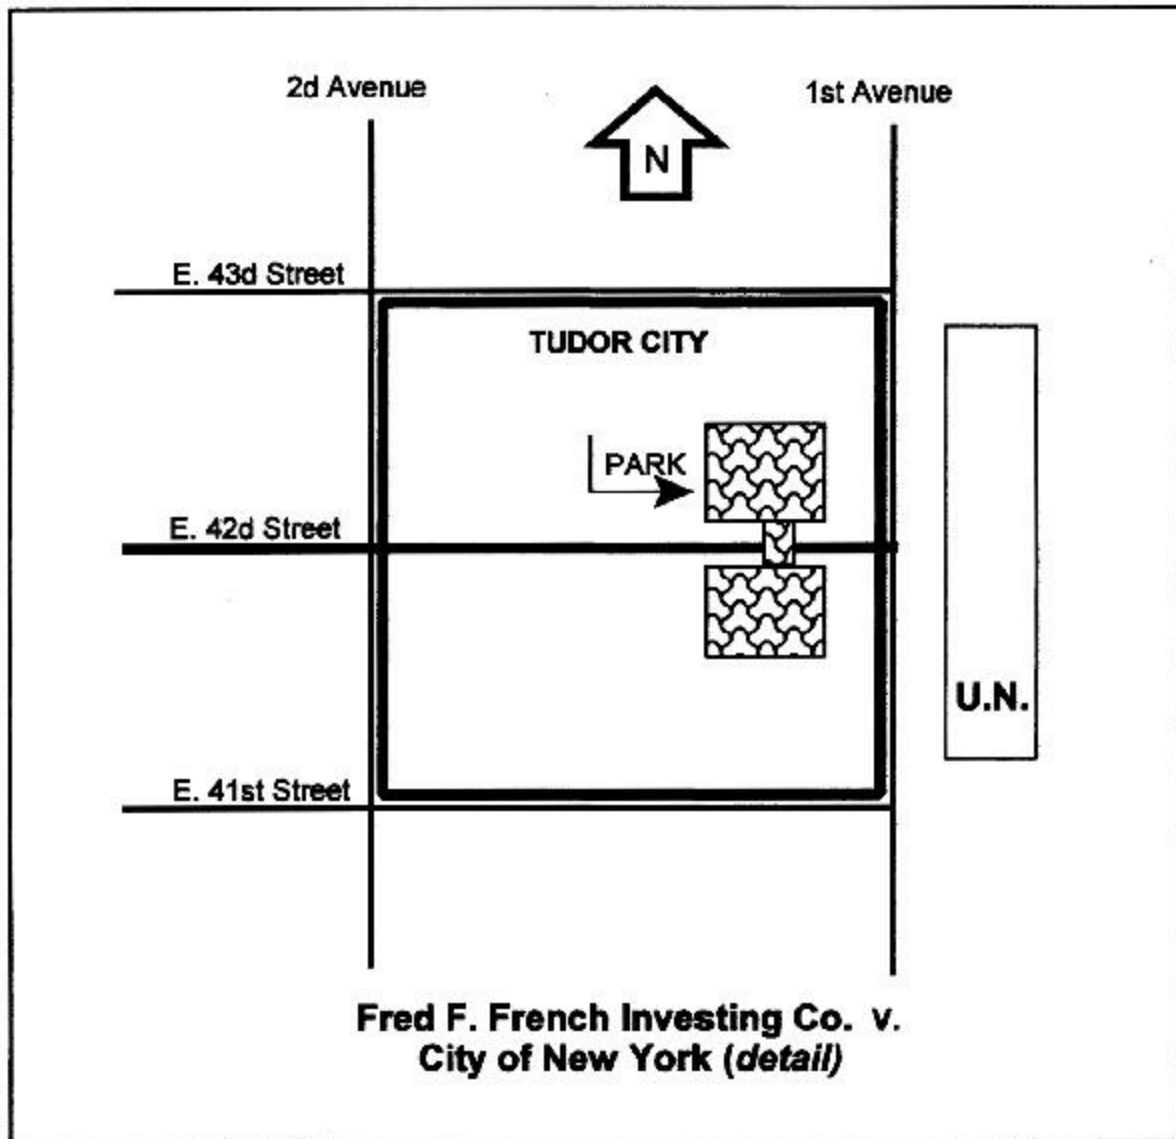 2d Avenue
1st Avenue
N
E. 43d Street
TUDOR CITY
PARK
E. 42d Street
U.N.
E. 41st Street
Fred F. French Investing Co. v.
City of New York (detail)